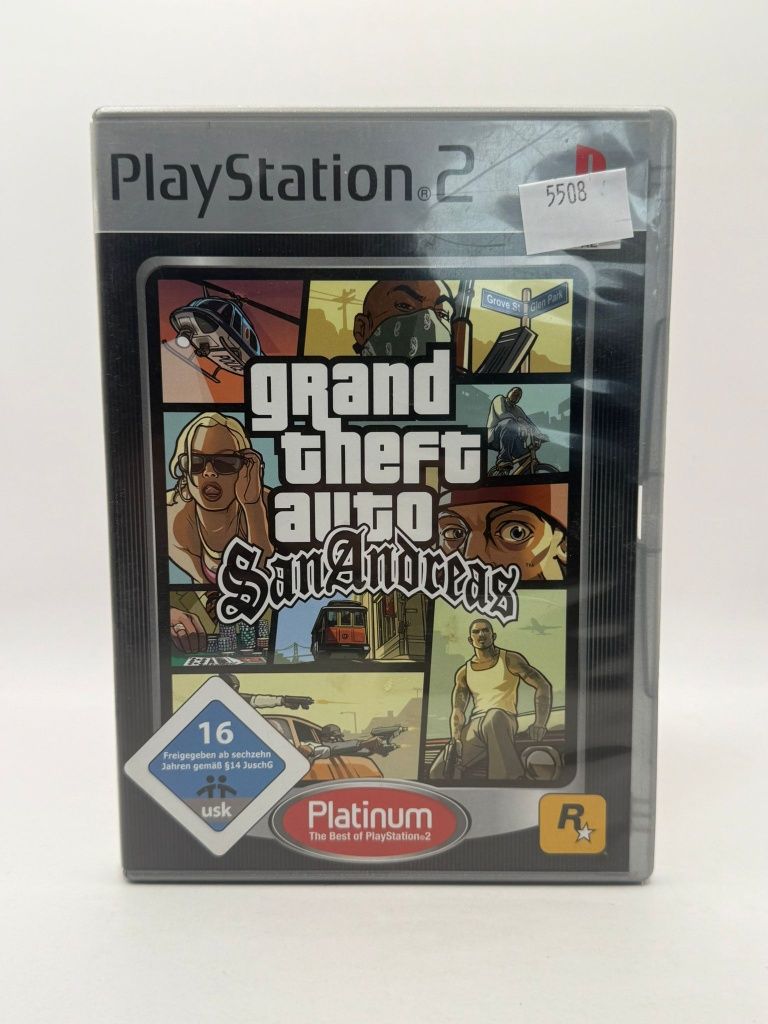 PlayStation®2
5508
Grove St Glen Park
grand
theft
auto
San Andreas
™
16
Freigegeben ab sechzehn
Jahren gemäß §14 JuschG
usk
Platinum
The Best of PlayStation®2
R